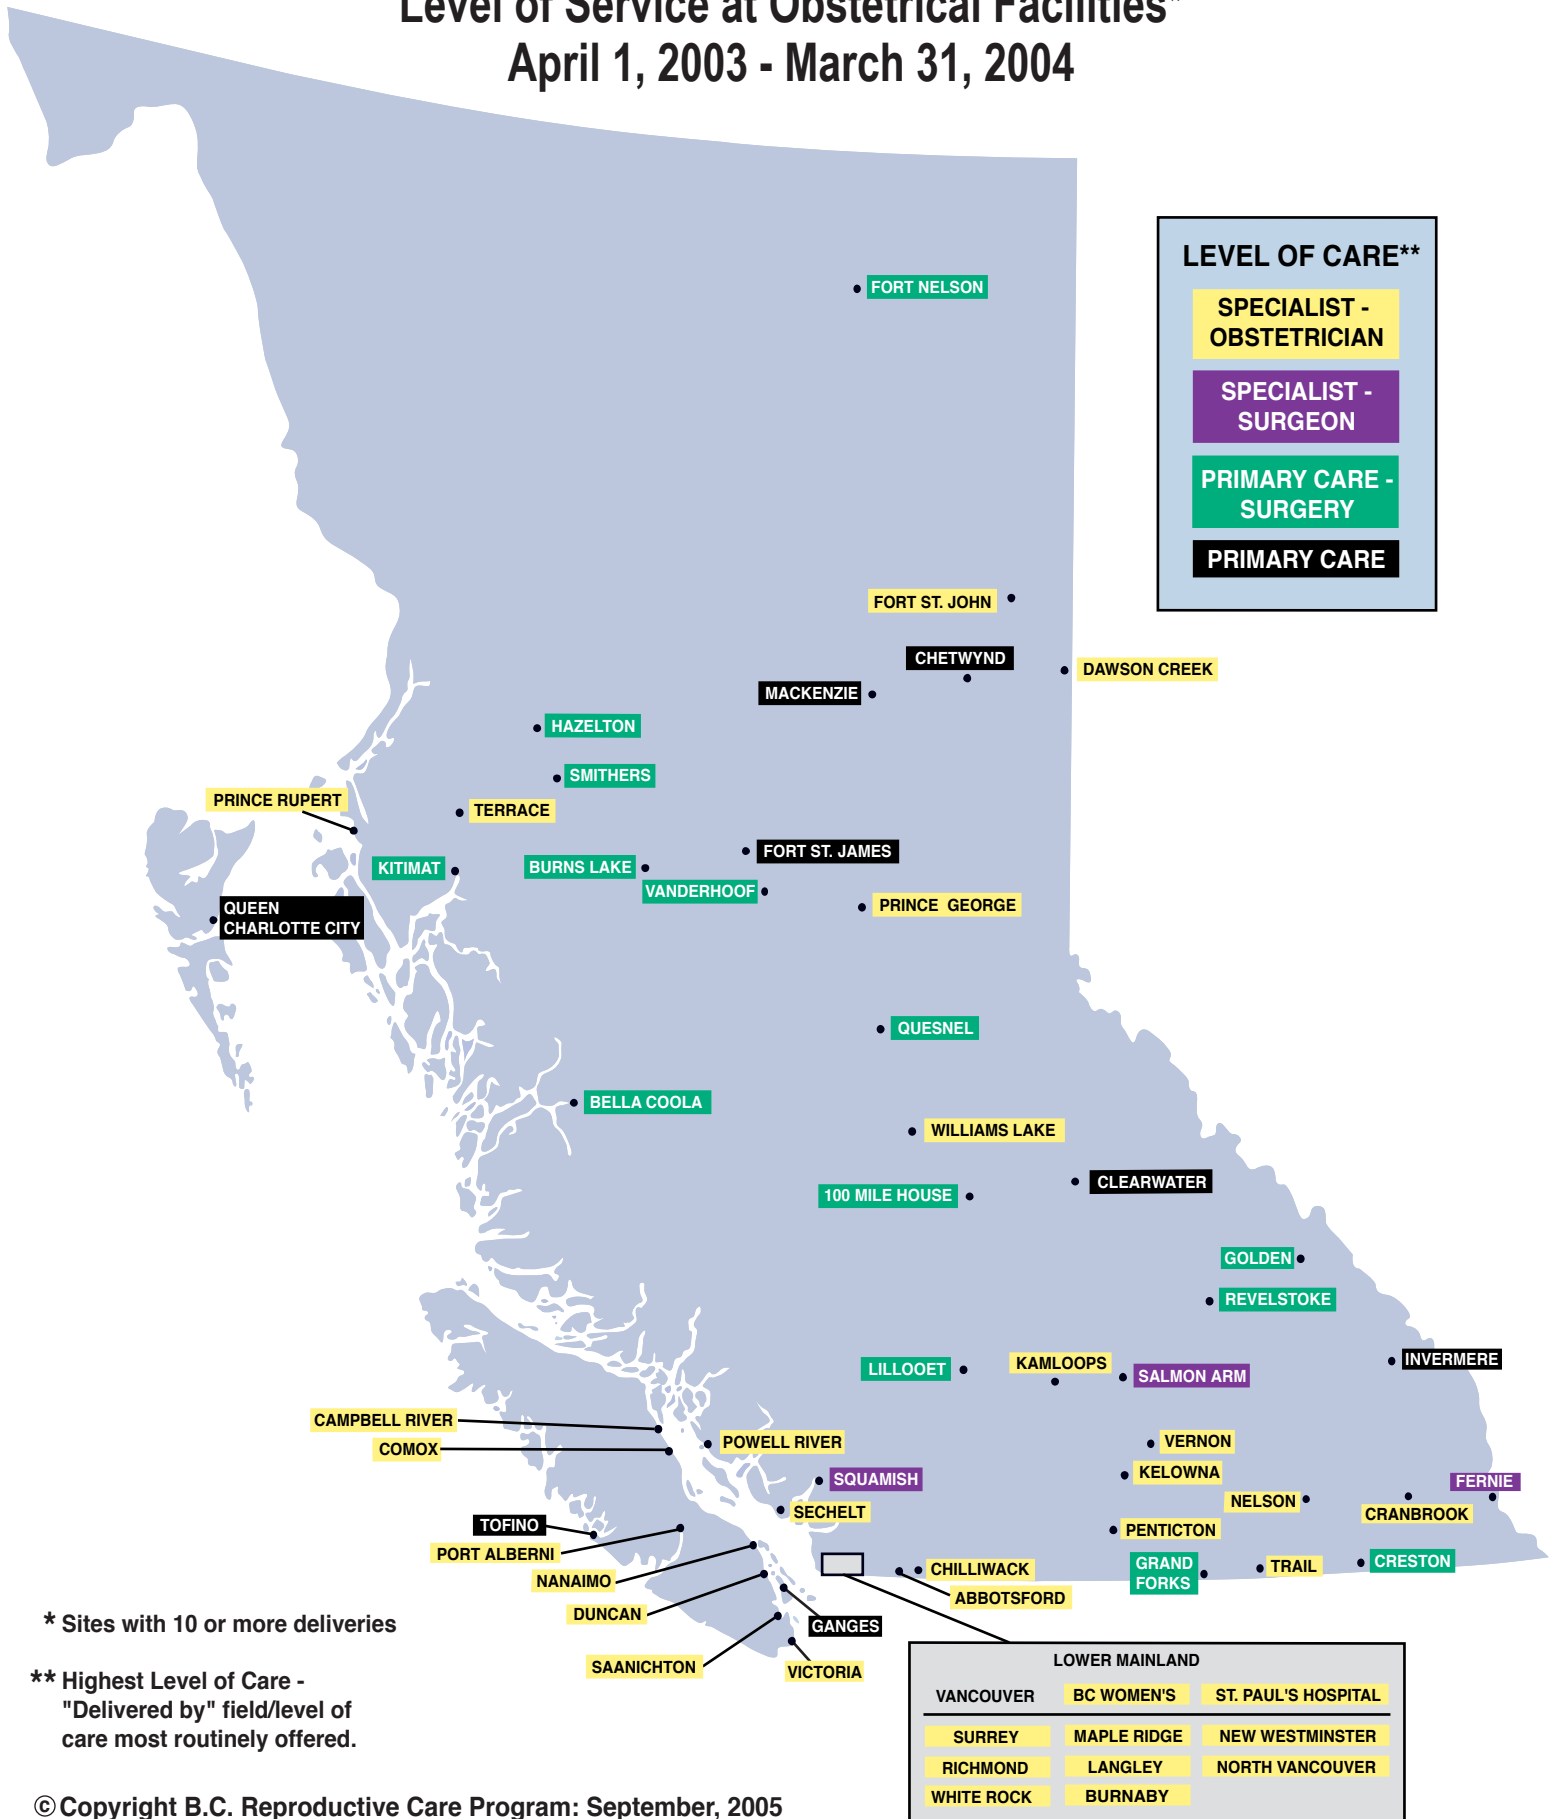 Level of Service at Obstetrical Facilities*
April 1, 2003 - March 31, 2004
LEVEL OF CARE**
SPECIALIST -
OBSTETRICIAN
SPECIALIST -
SURGEON
PRIMARY CARE -
SURGERY
PRIMARY CARE
FORT NELSON
FORT ST. JOHN
CHETWYND
DAWSON CREEK
MACKENZIE
HAZELTON
SMITHERS
PRINCE RUPERT
TERRACE
FORT ST. JAMES
KITIMAT
BURNS LAKE
VANDERHOOF
PRINCE GEORGE
QUEEN
CHARLOTTE CITY
QUESNEL
BELLA COOLA
WILLIAMS LAKE
CLEARWATER
100 MILE HOUSE
GOLDEN
REVELSTOKE
INVERMERE
KAMLOOPS
LILLOOET
SALMON ARM
CAMPBELL RIVER
COMOX
POWELL RIVER
VERNON
KELOWNA
SQUAMISH
FERNIE
NELSON
SECHELT
CRANBROOK
TOFINO
PENTICTON
PORT ALBERNI
NANAIMO
CHILLIWACK
GRAND
FORKS
TRAIL
CRESTON
ABBOTSFORD
DUNCAN
GANGES
SAANICHTON
VICTORIA
* Sites with 10 or more deliveries
** Highest Level of Care -
"Delivered by" field/level of
care most routinely offered.
LOWER MAINLAND
VANCOUVER BC WOMEN'S ST. PAUL'S HOSPITAL
SURREY MAPLE RIDGE NEW WESTMINSTER
RICHMOND LANGLEY NORTH VANCOUVER
WHITE ROCK BURNABY
© Copyright B.C. Reproductive Care Program: September, 2005